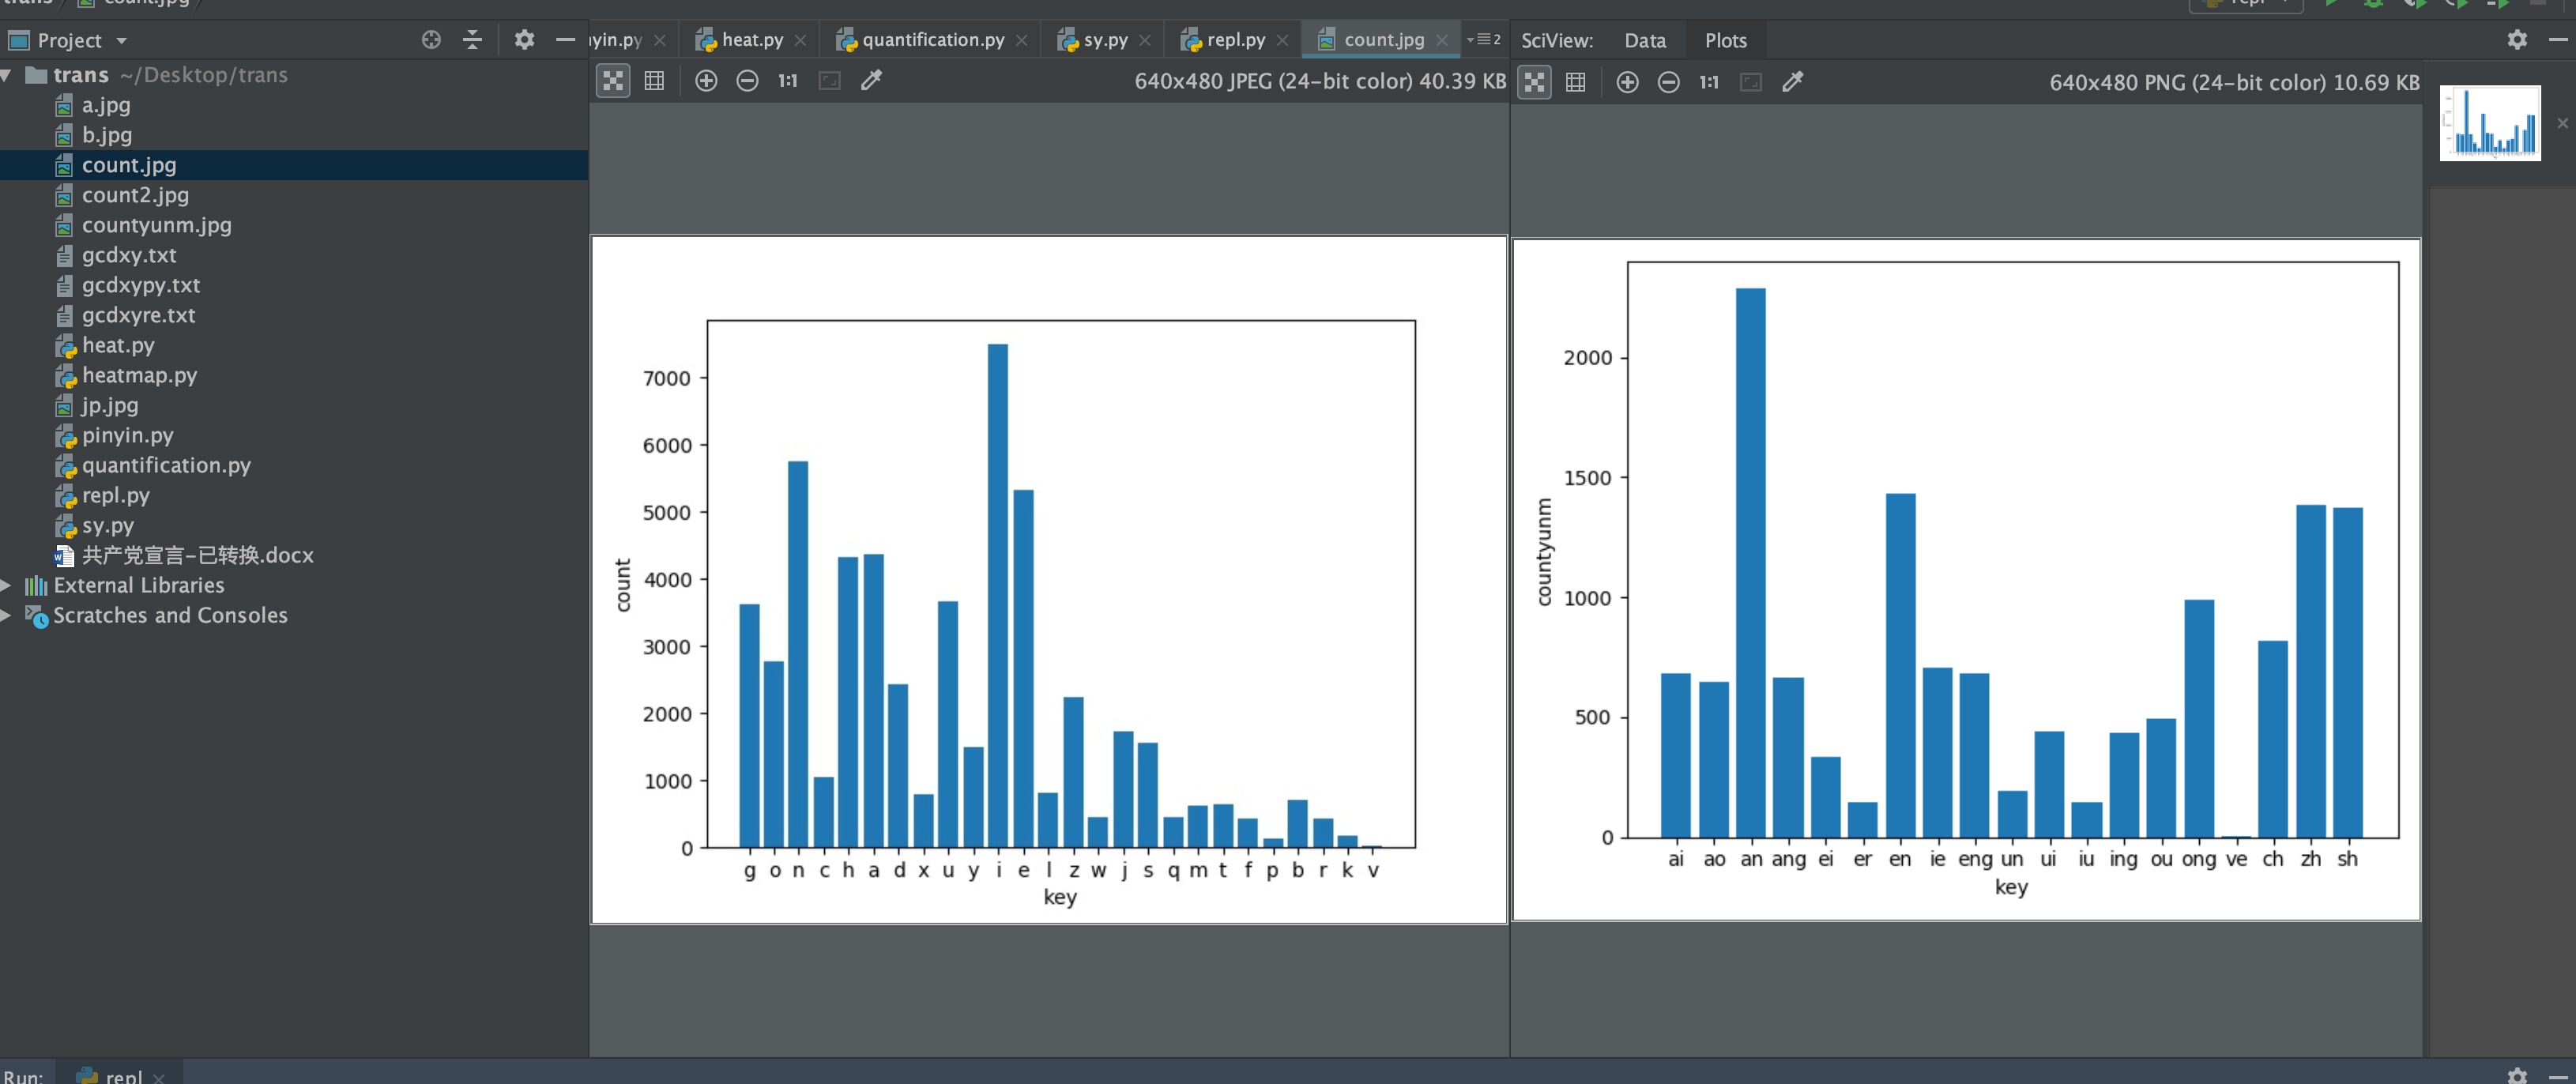 trans count.jpg repl
Project
yin.py heat.py quantification.py sy.py repl.py count.jpg 2
SciView: Data Plots
1:1 640x480 JPEG (24-bit color) 40.39 KB
1:1 640x480 PNG (24-bit color) 10.69 KB
trans ~/Desktop/trans
a.jpg
b.jpg
count.jpg
count2.jpg
countyunm.jpg
gcdxy.txt
gcdxypy.txt
gcdxyre.txt
heat.py
heatmap.py
jp.jpg
pinyin.py
quantification.py
repl.py
sy.py
共产党宣言-已转换.docx
External Libraries
Scratches and Consoles
7000
6000
5000
4000
3000
2000
1000
0
count
g o n c h a d x u y i e l z w j s q m t f p b r k v
key
2000
1500
1000
500
0
countyunm
ai ao an ang ei er en ie eng un ui iu ing ou ong ve ch zh sh
key
Run: repl